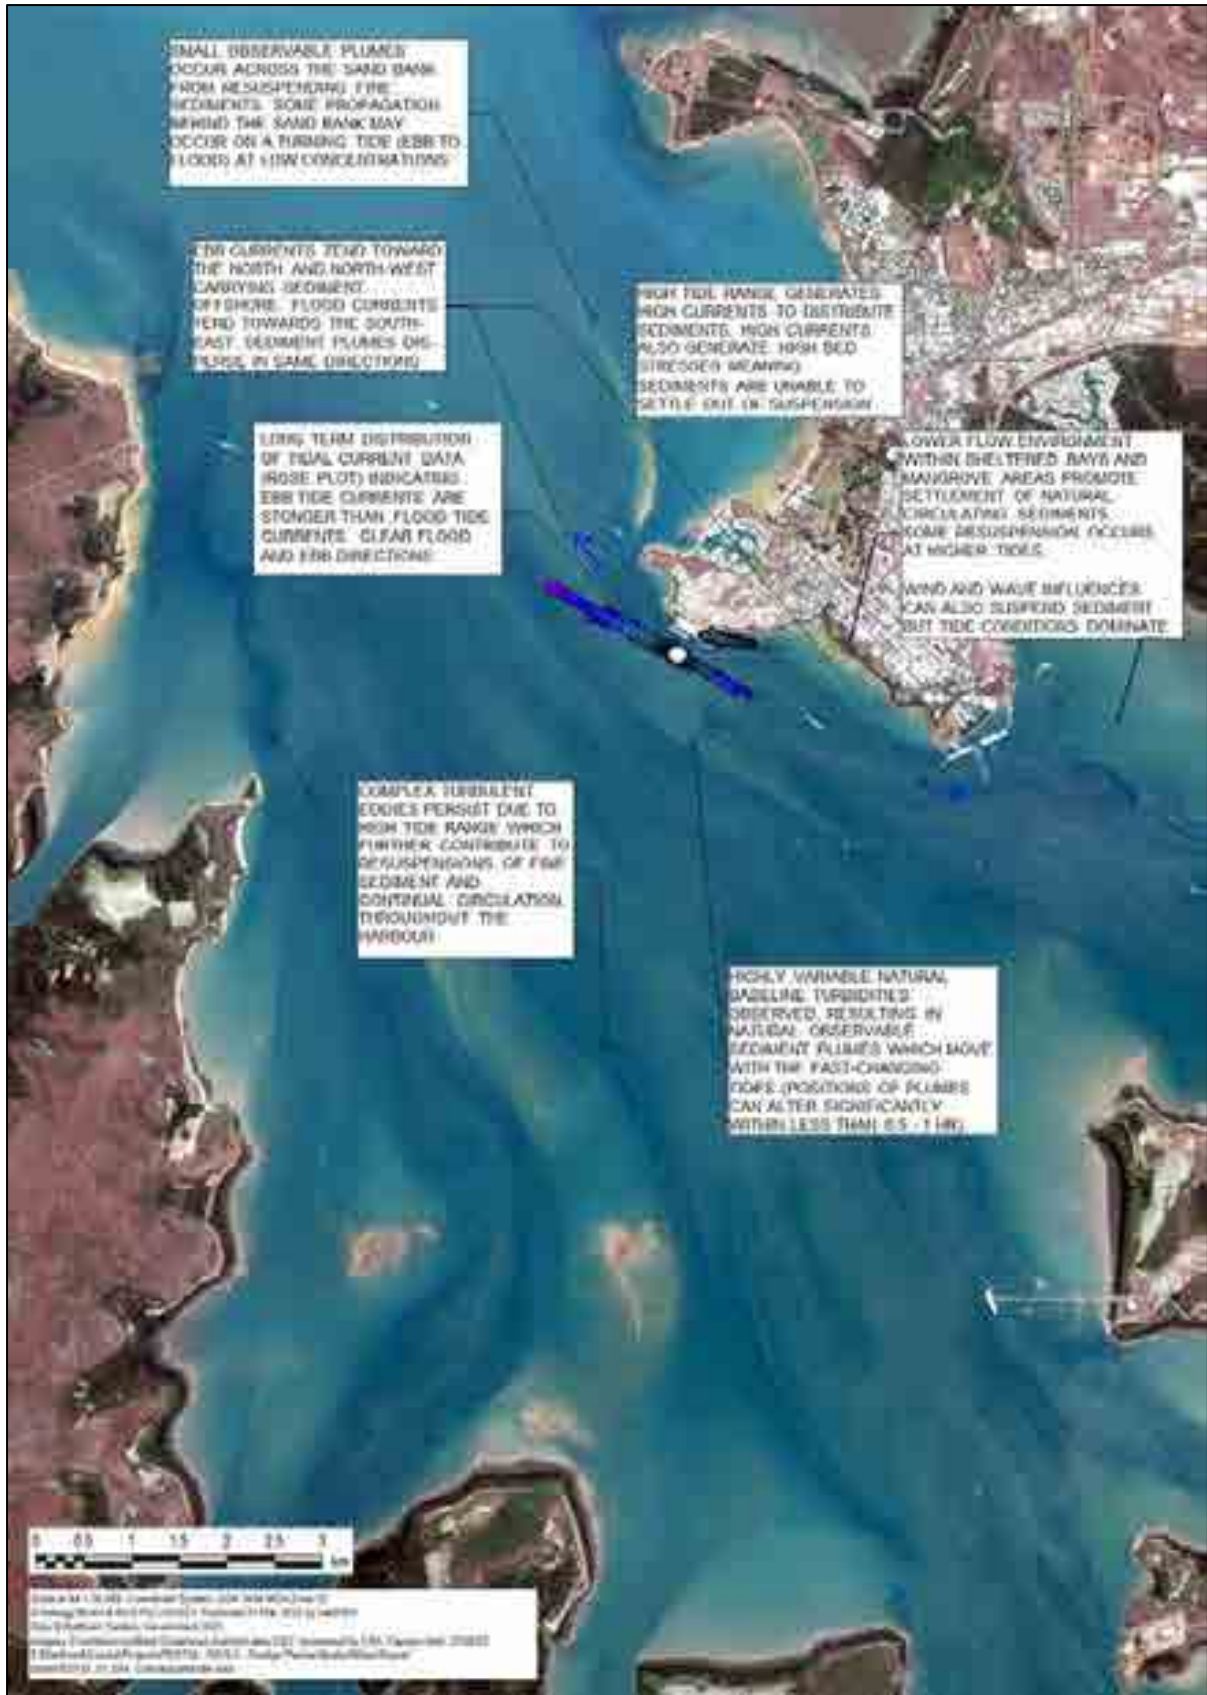 SMALL OBSERVABLE PLUMES
OCCUR ACROSS THE SAND BANK
FROM RESUSPENDING FINE
SEDIMENTS. SOME PROPAGATION
BEHIND THE SAND BANK MAY
OCCUR ON A TURNING TIDE (EBB TO
FLOOD) AT LOW CONCENTRATIONS
EBB CURRENTS TEND TOWARD
THE NORTH AND NORTH-WEST
CARRYING SEDIMENT
OFFSHORE. FLOOD CURRENTS
TEND TOWARDS THE SOUTH-
EAST. SEDIMENT PLUMES DIS-
PERSE IN SAME DIRECTIONS
HIGH TIDE RANGE GENERATES
HIGH CURRENTS TO DISTRIBUTE
SEDIMENTS. HIGH CURRENTS
ALSO GENERATE HIGH BED
STRESSES MEANING
SEDIMENTS ARE UNABLE TO
SETTLE OUT OF SUSPENSION
LONG TERM DISTRIBUTION
OF TIDAL CURRENT DATA
(ROSE PLOT) INDICATING
EBB TIDE CURRENTS ARE
STONGER THAN FLOOD TIDE
CURRENTS. CLEAR FLOOD
AND EBB DIRECTIONS
LOWER FLOW ENVIRONMENT
WITHIN SHELTERED BAYS AND
MANGROVE AREAS PROMOTE
SETTLEMENT OF NATURAL
CIRCULATING SEDIMENTS.
SOME RESUSPENSION OCCURS
AT HIGHER TIDES.
WIND AND WAVE INFLUENCES
CAN ALSO SUSPEND SEDIMENT
BUT TIDE CONDITIONS DOMINATE
COMPLEX TURBULENT
EDDIES PERSIST DUE TO
HIGH TIDE RANGE WHICH
FURTHER CONTRIBUTE TO
RESUSPENSIONS OF FINE
SEDIMENT AND
CONTINUAL CIRCULATION
THROUGHOUT THE
HARBOUR
HIGHLY VARIABLE NATURAL
BASELINE TURBIDITIES
OBSERVED, RESULTING IN
NATURAL OBSERVABLE
SEDIMENT PLUMES WHICH MOVE
WITH THE FAST-CHANGING
TIDES (POSITIONS OF PLUMES
CAN ALTER SIGNIFICANTLY
WITHIN LESS THAN 0.5 - 1 HR).
0 0.5 1 1.5 2 2.5 3
km